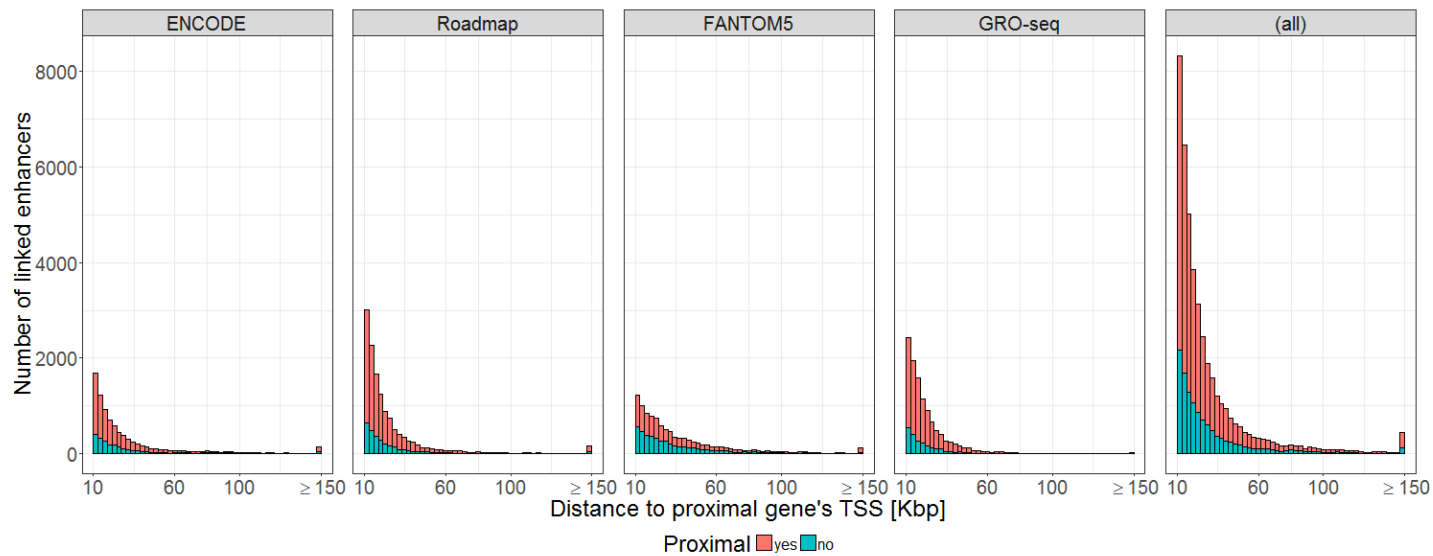 ENCODE Roadmap FANTOM5 GRO-seq (all)
Number of linked enhancers
8000
6000
4000
2000
0
10 60 100 ≥ 150 10 60 100 ≥ 150 10 60 100 ≥ 150 10 60 100 ≥ 150 10 60 100 ≥ 150
Distance to proximal gene's TSS [Kbp]
Proximal yes no